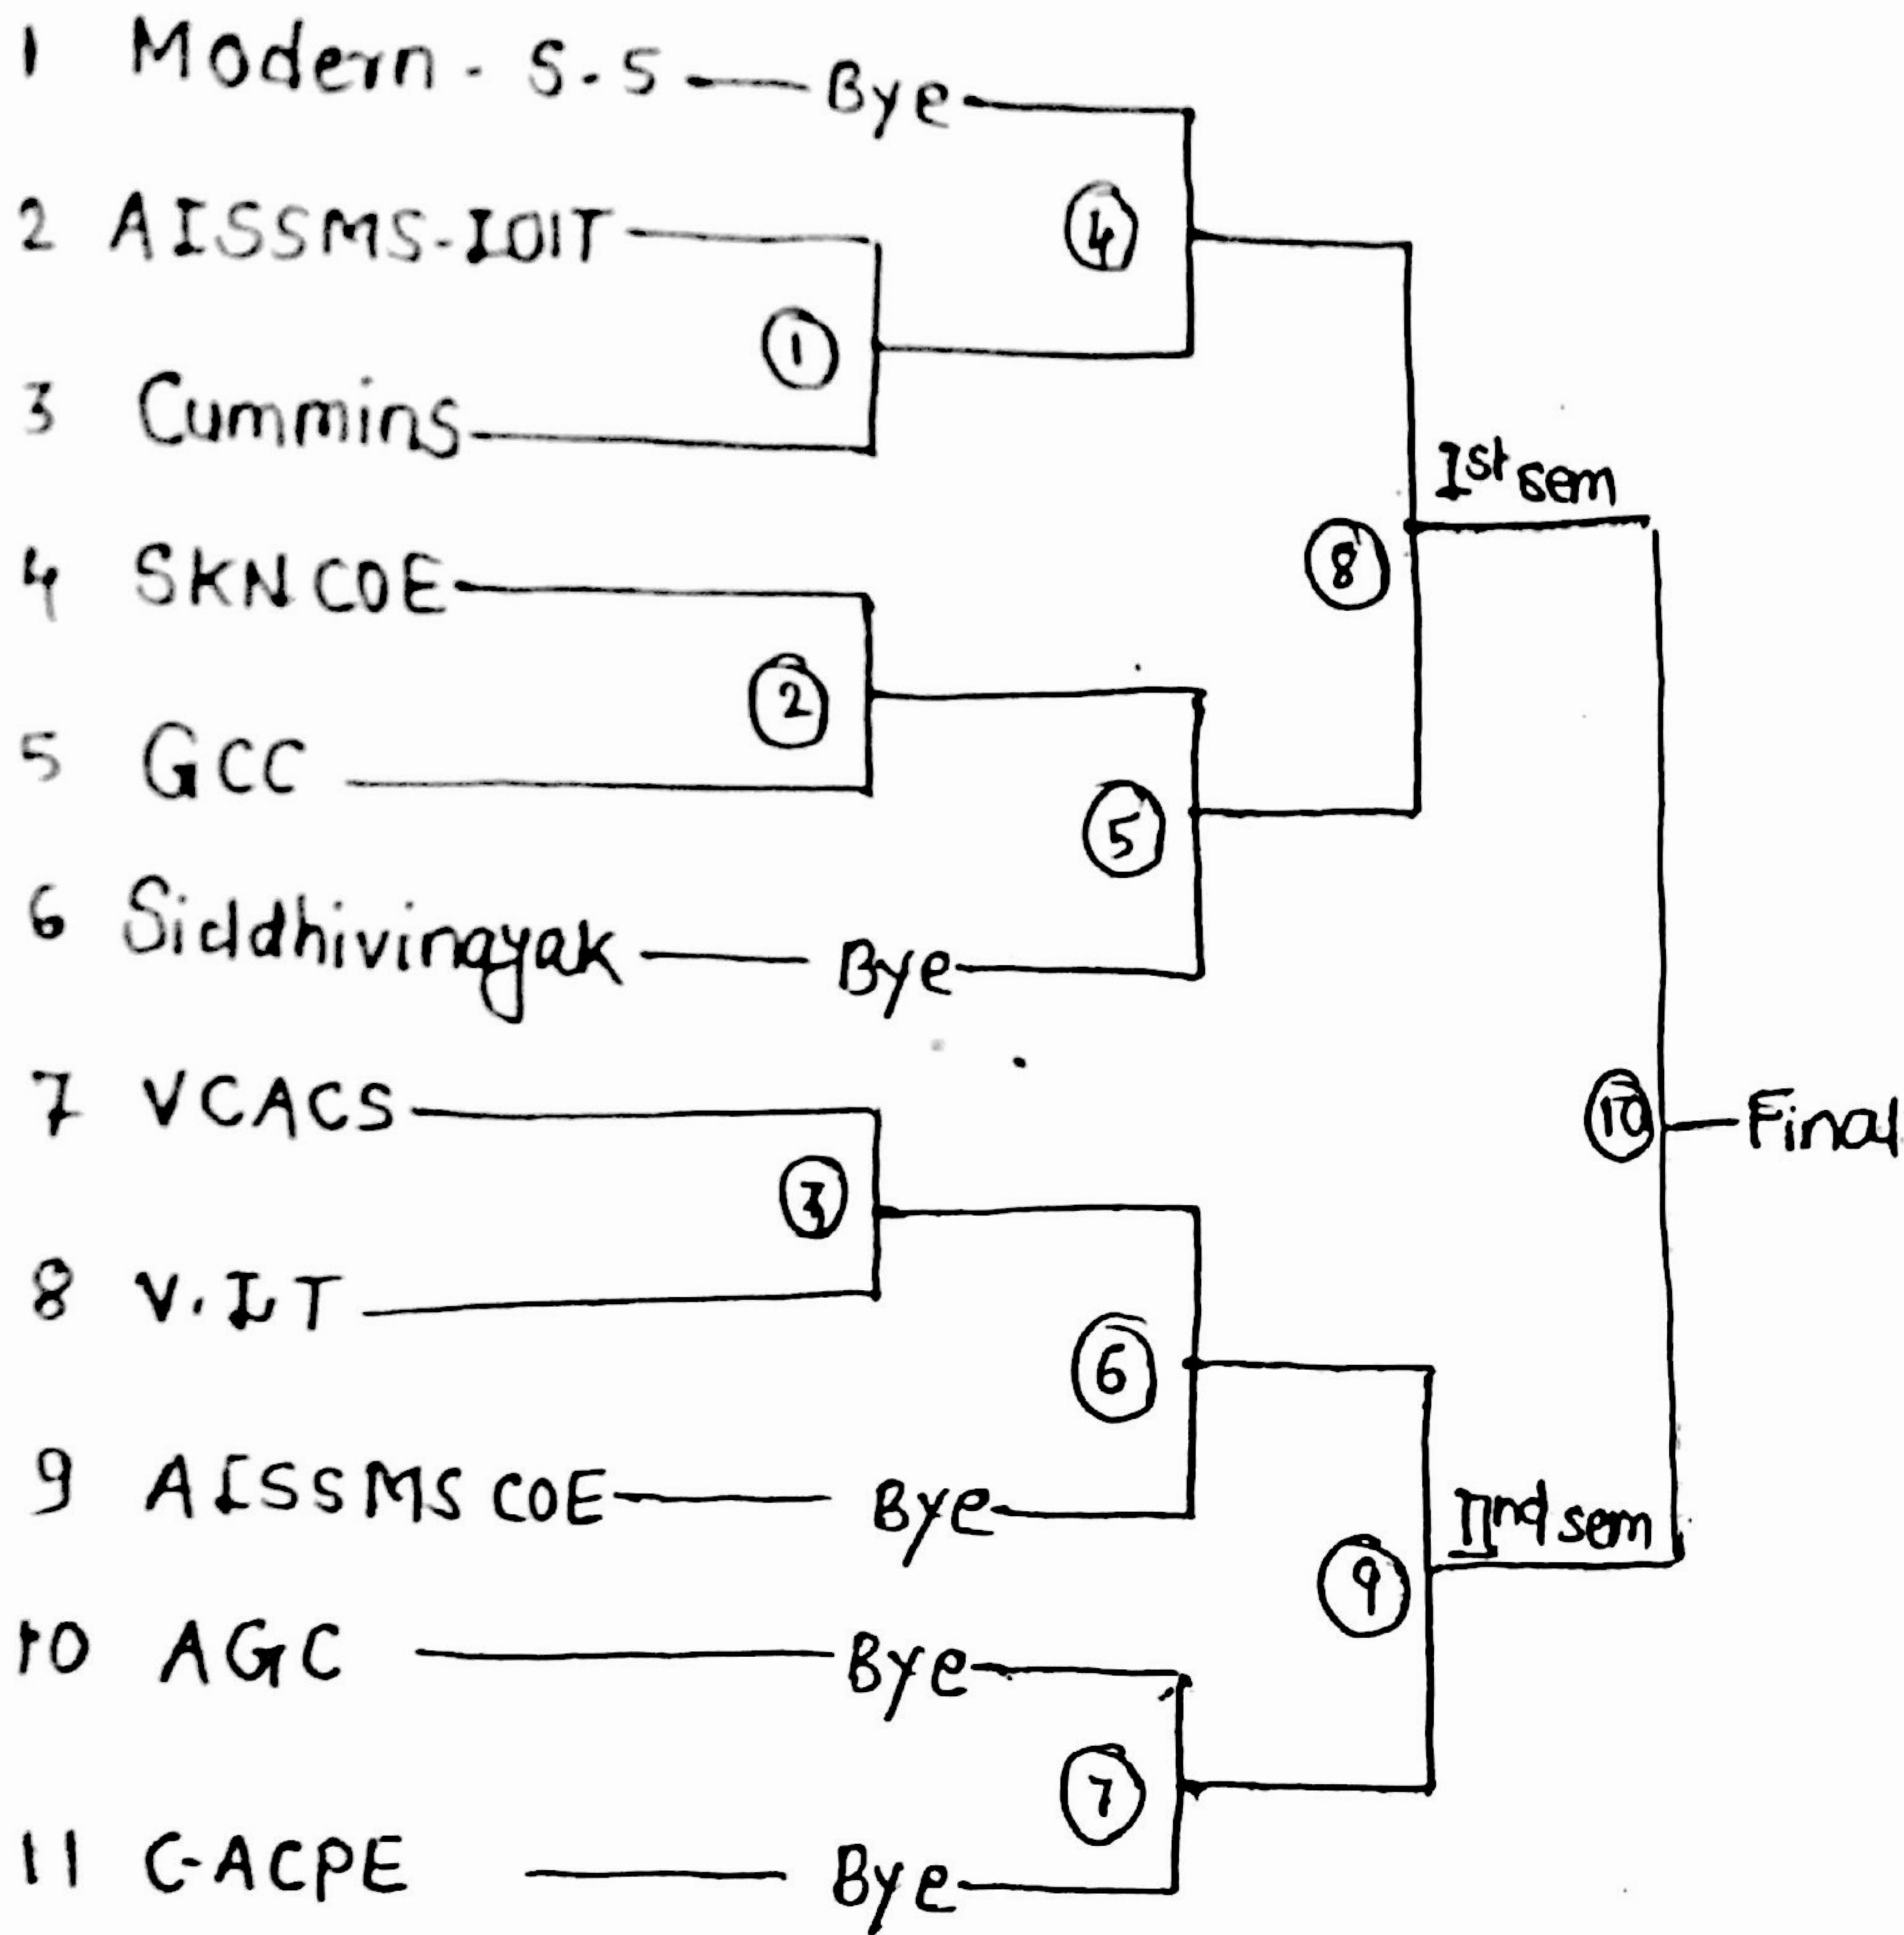 1 Modern - S-5 Bye
4
2 AISSMS-IOIT
1
3 Cummins
Ist sem
8
4 SKN COE
2
5 GCC
5
6 Siddhivinayak Bye
7 VCACS
10 Final
3
8 V.I.T
6
9 AISSMS COE Bye
IInd sem
9
10 AGC Bye
7
11 C-ACPE Bye